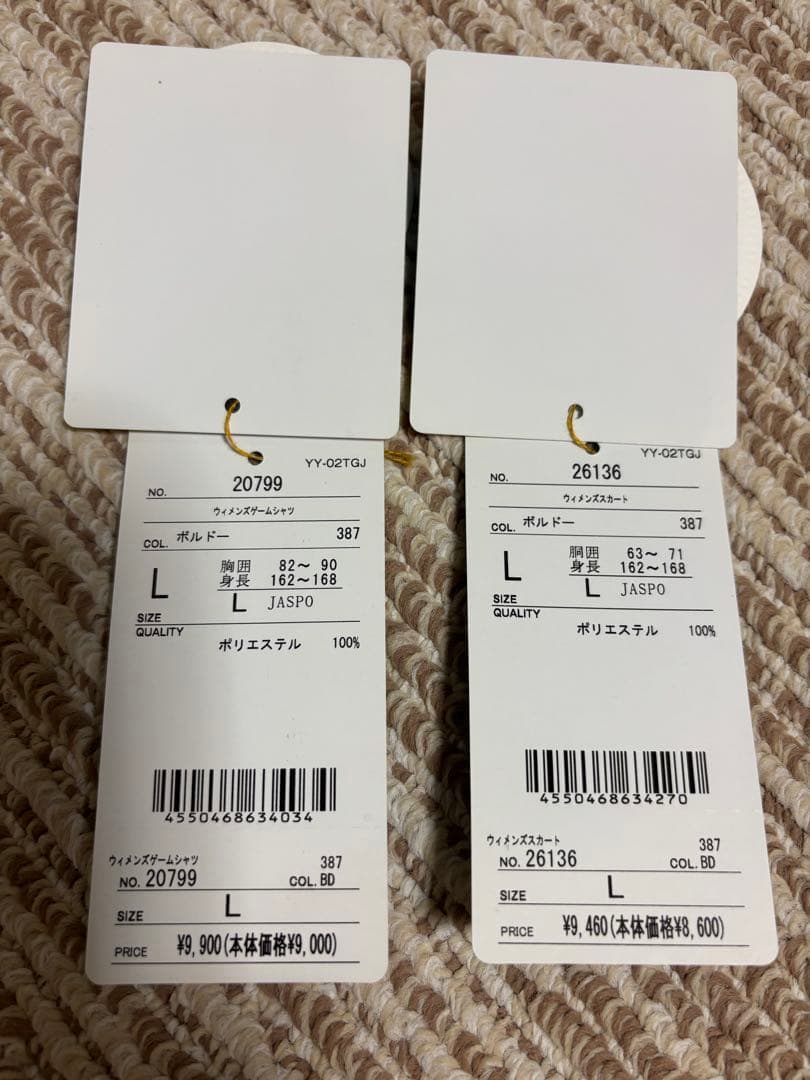 YY-02TGJ
NO. 20799
ウィメンズゲームシャツ
COL. ボルドー 387
胸囲 82〜 90
L 身長 162〜168
L JASPO
SIZE
QUALITY
ポリエステル 100%
4550468634034
ウィメンズゲームシャツ 387
NO. 20799 COL. BD
SIZE L
PRICE ¥9,900(本体価格¥9,000)
YY-02TGJ
NO. 26136
ウィメンズスカート
COL. ボルドー 387
胴囲 63〜 71
L 身長 162〜168
L JASPO
SIZE
QUALITY
ポリエステル 100%
4550468634270
ウィメンズスカート 387
NO. 26136 COL. BD
SIZE L
PRICE ¥9,460(本体価格¥8,600)